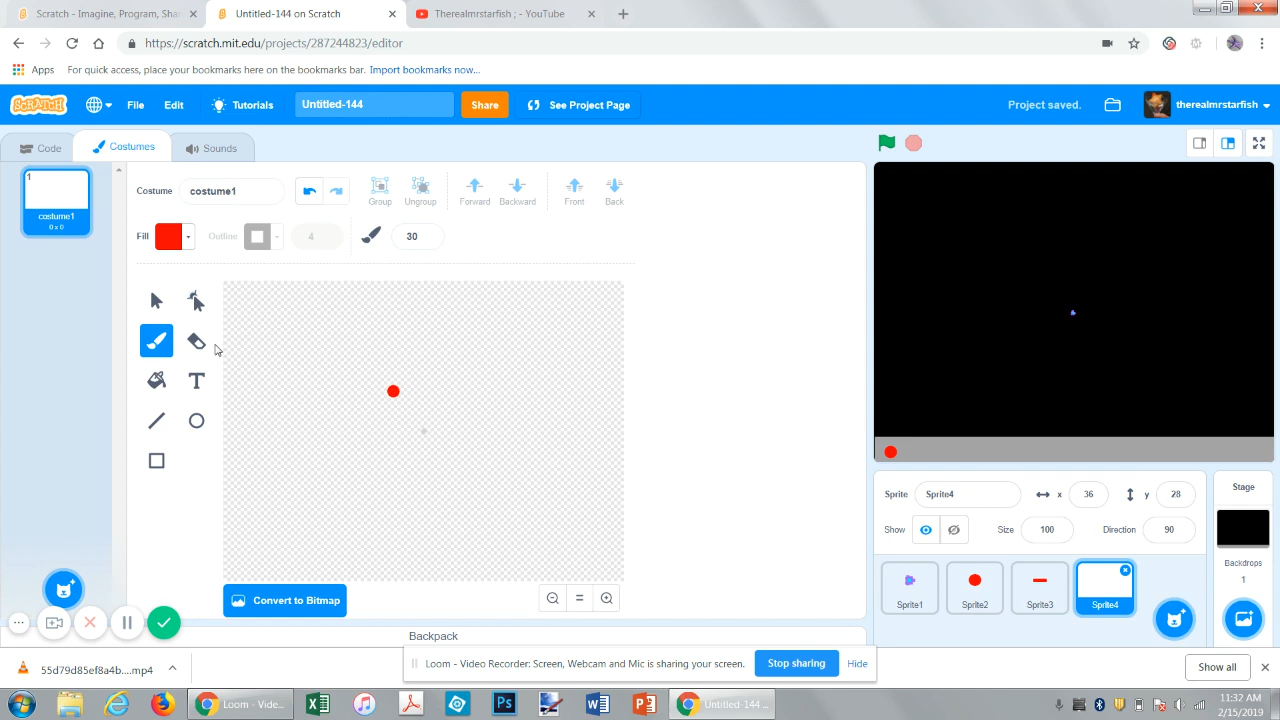 Scratch - Imagine, Program, Sha
Untitled-144 on Scratch
Therealmrstarfish ; - YouTube
https://scratch.mit.edu/projects/287244823/editor
Apps
For quick access, place your bookmarks here on the bookmarks bar. Import bookmarks now...
SCRATCH
File
Edit
Tutorials
Untitled-144
Share
See Project Page
Project saved.
therealmrstarfish
Code
Costumes
Sounds
1
costume1
0 x 0
Costume
costume1
Group
Ungroup
Forward
Backward
Front
Back
Fill
Outline
4
30
T
Convert to Bitmap
Sprite
Sprite4
x
36
y
28
Show
Size
100
Direction
90
Sprite1
Sprite2
Sprite3
Sprite4
Stage
Backdrops
1
Backpack
Loom - Video Recorder: Screen, Webcam and Mic is sharing your screen.
Stop sharing
Hide
55d79d85ef8a4b....mp4
Show all
Loom - Vide...
Untitled-144 ...
11:32 AM
2/15/2019